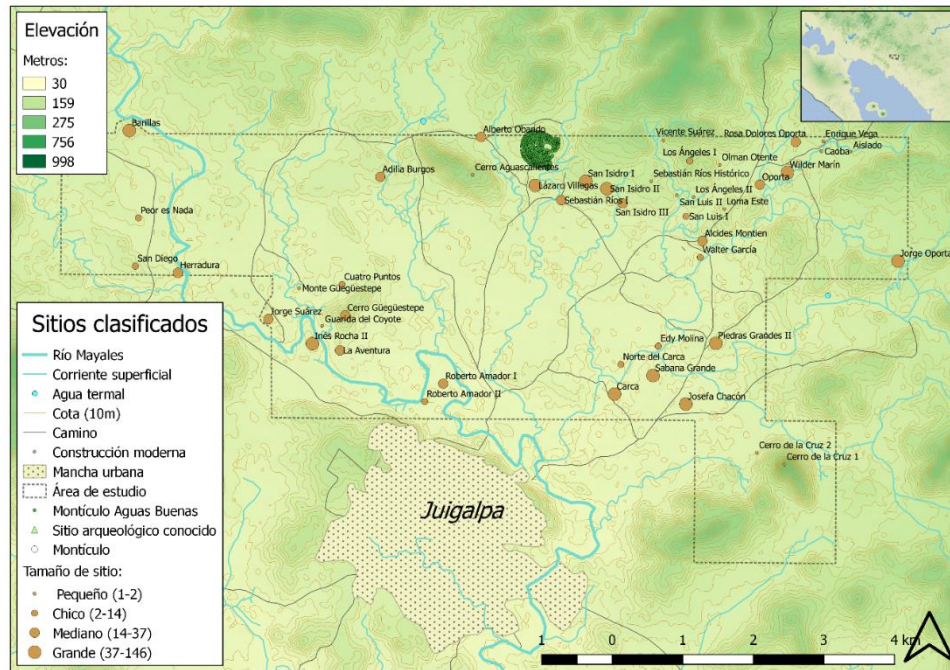 Elevación
Metros:
30
159
275
756
998
Barillas
Alberto Obando
Vicente Suárez
Rosa Dolores Oporta
Enrique Vega
Aislado
Caoba
Los Ángeles I
Olman Otente
Wilder Marín
Adilia Burgos
Cerro Aguascalientes
San Isidro I
Sebastián Ríos Histórico
Oporta
Lázaro Villegas
San Isidro II
Los Ángeles II
Sebastián Ríos I
San Luis II
Loma Este
San Isidro III
San Luis I
Peor es Nada
Alcides Montien
Walter García
Jorge Oporta
San Diego
Herradura
Cuatro Puntos
Monte Güegüestepe
Cerro Güegüestepe
Jorge Suárez
Guarida del Coyote
Inés Rocha II
La Aventura
Edy Molina
Piedras Grandes II
Norte del Carca
Sabana Grande
Roberto Amador I
Carca
Roberto Amador II
Josefa Chacón
Cerro de la Cruz 2
Cerro de la Cruz 1
Juigalpa
Sitios clasificados
Río Mayales
Corriente superficial
Agua termal
Cota (10m)
Camino
Construcción moderna
Mancha urbana
Área de estudio
Montículo Aguas Buenas
Sitio arqueológico conocido
Montículo
Tamaño de sitio:
Pequeño (1-2)
Chico (2-14)
Mediano (14-37)
Grande (37-146)
1 0 1 2 3 4 km